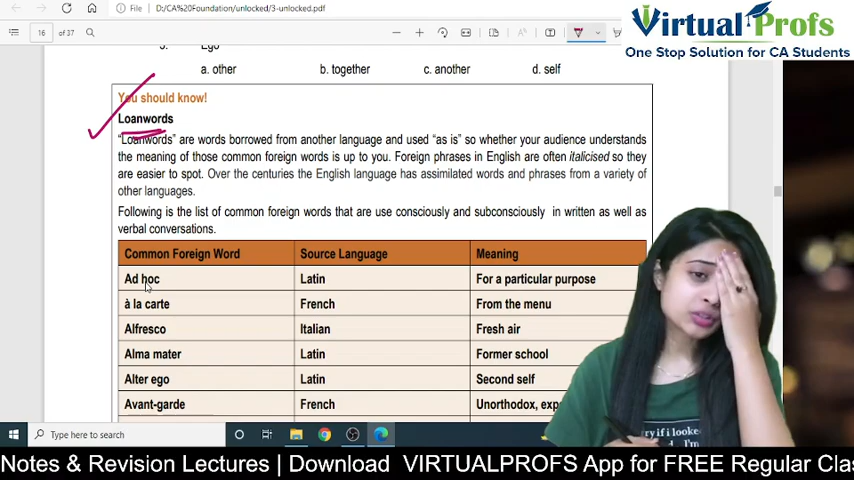 File
D:/CA%20Foundation/unlocked/3-unlocked.pdf
Virtual Profs
One Stop Solution for CA Students
16 of 37
Ego
a. other b. together c. another d. self
You should know!
Loanwords
“Loanwords” are words borrowed from another language and used “as is” so whether your audience understands
the meaning of those common foreign words is up to you. Foreign phrases in English are often italicised so they
are easier to spot. Over the centuries the English language has assimilated words and phrases from a variety of
other languages.
Following is the list of common foreign words that are use consciously and subconsciously in written as well as
verbal conversations.
Common Foreign Word Source Language Meaning
Ad hoc Latin For a particular purpose
à la carte French From the menu
Alfresco Italian Fresh air
Alma mater Latin Former school
Alter ego Latin Second self
Avant-garde French Unorthodox, exp
try if i looked
Type here to search
Notes & Revision Lectures | Download VIRTUALPROFS App for FREE Regular Clas